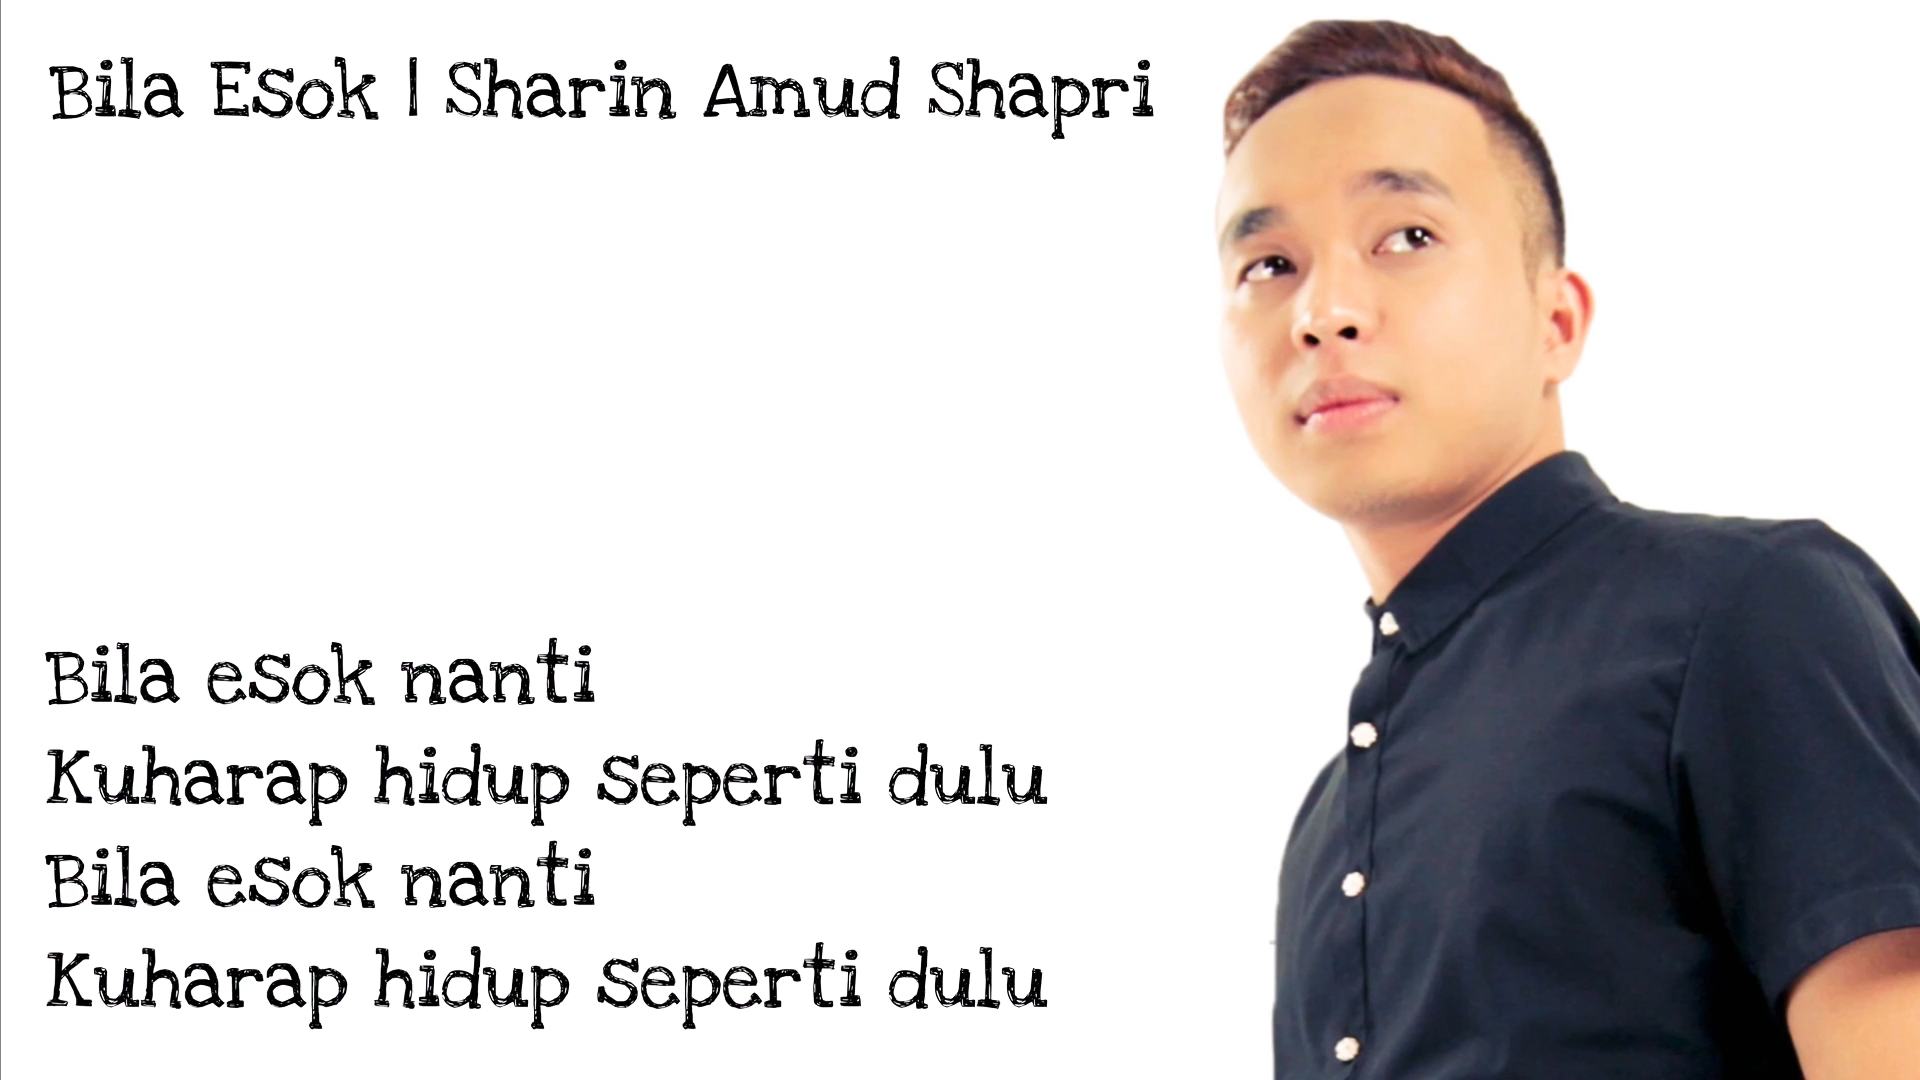 Bila Esok | Sharin Amud Shapri
Bila esok nanti
Kuharap hidup seperti dulu
Bila esok nanti
Kuharap hidup seperti dulu